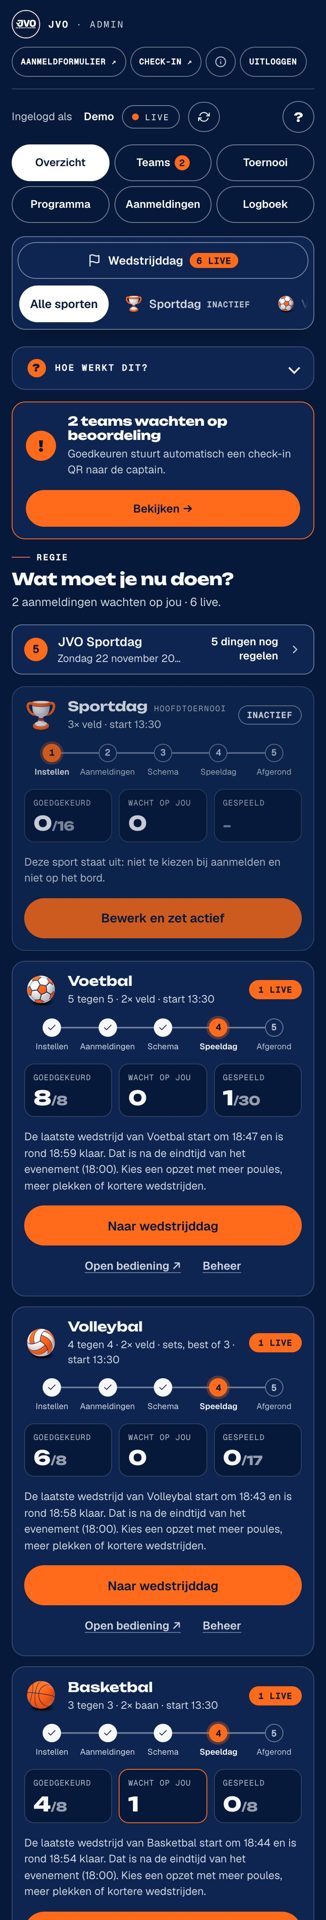 JVO JVO · ADMIN
AANMELDFORMULIER ↗ CHECK-IN ↗ UITLOGGEN
Ingelogd als Demo LIVE ?
Overzicht Teams 2 Toernooi
Programma Aanmeldingen Logboek
Wedstrijddag 6 LIVE
Alle sporten Sportdag INACTIEF
? HOE WERKT DIT?
2 teams wachten op
beoordeling
Goedkeuren stuurt automatisch een check-in
QR naar de captain.
Bekijken →
REGIE
Wat moet je nu doen?
2 aanmeldingen wachten op jou · 6 live.
5 JVO Sportdag 5 dingen nog
Zondag 22 november 20... regelen
Sportdag HOOFDTOERNOOI INACTIEF
3× veld · start 13:30
1 2 3 4 5
Instellen Aanmeldingen Schema Speeldag Afgerond
GOEDGEKEURD WACHT OP JOU GESPEELD
0/16 0 –
Deze sport staat uit: niet te kiezen bij aanmelden en
niet op het bord.
Bewerk en zet actief
Voetbal 1 LIVE
5 tegen 5 · 2× veld · start 13:30
4 5
Instellen Aanmeldingen Schema Speeldag Afgerond
GOEDGEKEURD WACHT OP JOU GESPEELD
8/8 0 1/30
De laatste wedstrijd van Voetbal start om 18:47 en is
rond 18:59 klaar. Dat is na de eindtijd van het
evenement (18:00). Kies een opzet met meer poules,
meer plekken of kortere wedstrijden.
Naar wedstrijddag
Open bediening ↗ Beheer
Volleybal 1 LIVE
4 tegen 4 · 2× veld · sets, best of 3 ·
start 13:30
4 5
Instellen Aanmeldingen Schema Speeldag Afgerond
GOEDGEKEURD WACHT OP JOU GESPEELD
6/8 0 0/17
De laatste wedstrijd van Volleybal start om 18:43 en is
rond 18:58 klaar. Dat is na de eindtijd van het
evenement (18:00). Kies een opzet met meer poules,
meer plekken of kortere wedstrijden.
Naar wedstrijddag
Open bediening ↗ Beheer
Basketbal 1 LIVE
3 tegen 3 · 2× baan · start 13:30
4 5
Instellen Aanmeldingen Schema Speeldag Afgerond
GOEDGEKEURD WACHT OP JOU GESPEELD
4/8 1 0/8
De laatste wedstrijd van Basketbal start om 18:44 en is
rond 18:54 klaar. Dat is na de eindtijd van het
evenement (18:00). Kies een opzet met meer poules,
meer plekken of kortere wedstrijden.